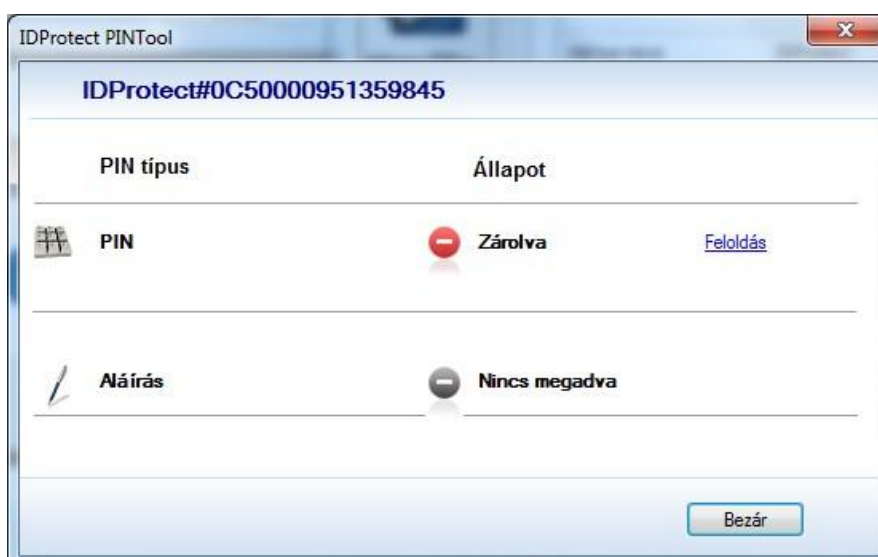 IDProtect PINTool
IDProtect#0C50000951359845
PIN típus Állapot
PIN Zárolva Feloldás
Aláírás Nincs megadva
Bezár